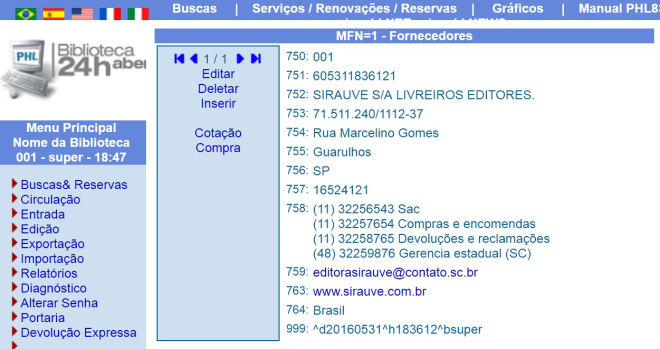 Buscas | Serviços / Renovações / Reservas | Gráficos | Manual PHL8
MFN=1 - Fornecedores
PHL
Biblioteca
24h aber
Menu Principal
Nome da Biblioteca
001 - super - 18:47
Buscas& Reservas
Circulação
Entrada
Edição
Exportação
Importação
Relatórios
Diagnóstico
Alterar Senha
Portaria
Devolução Expressa
1 / 1
Editar
Deletar
Inserir
Cotação
Compra
750: 001
751: 605311836121
752: SIRAUVE S/A LIVREIROS EDITORES.
753: 71.511.240/1112-37
754: Rua Marcelino Gomes
755: Guarulhos
756: SP
757: 16524121
758: (11) 32256543 Sac
(11) 32257654 Compras e encomendas
(11) 32258765 Devoluções e reclamações
(48) 32259876 Gerencia estadual (SC)
759: editorasirauve@contato.sc.br
763: www.sirauve.com.br
764: Brasil
999: ^d20160531^h183612^bsuper